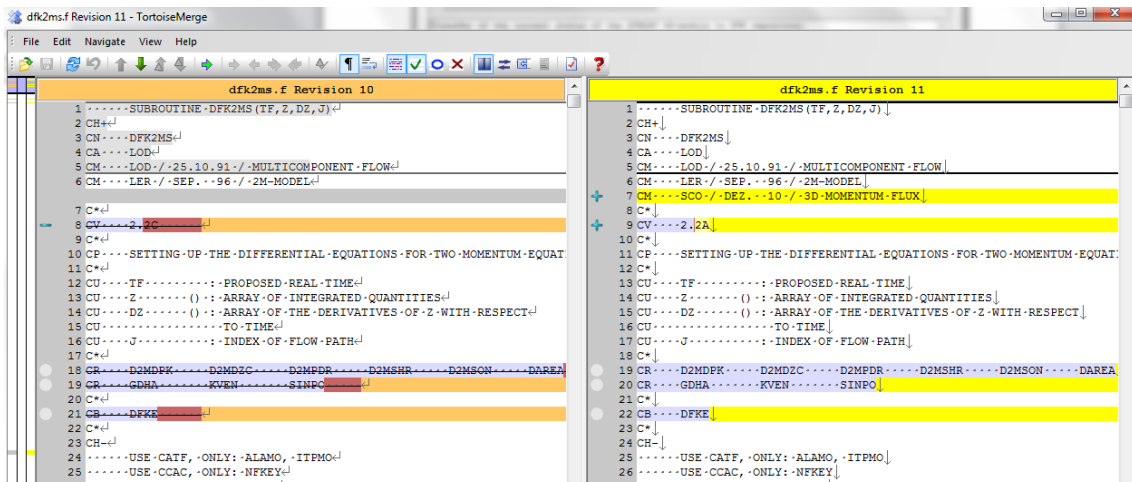 dfk2ms.f Revision 11 - TortoiseMerge
File Edit Navigate View Help
dfk2ms.f Revision 10
1 ······SUBROUTINE·DFK2MS(TF,Z,DZ,J)↵
2 CH+↵
3 CN····DFK2MS↵
4 CA····LOD↵
5 CM····LOD·/·25.10.91·/·MULTICOMPONENT·FLOW↵
6 CM····LER·/·SEP.··96·/·2M-MODEL↵
7 C*↵
8 CV····2.2C······↵
9 C*↵
10 CP····SETTING·UP·THE·DIFFERENTIAL·EQUATIONS·FOR·TWO·MOMENTUM·EQUAT
11 C*↵
12 CU····TF·········:·PROPOSED·REAL·TIME↵
13 CU····Z·······()·:·ARRAY·OF·INTEGRATED·QUANTITIES↵
14 CU····DZ······()·:·ARRAY·OF·THE·DERIVATIVES·OF·Z·WITH·RESPECT↵
15 CU················TO·TIME↵
16 CU····J··········:·INDEX·OF·FLOW·PATH↵
17 C*↵
18 CR····D2MDPK·····D2MDZC·····D2MPDR·····D2MSHR·····D2MSON·····DAREA
19 CR····GDHA·······KVEN·······SINPO·····↵
20 C*↵
21 CB····DFKE······↵
22 C*↵
23 CH-↵
24 ······USE·CATF,·ONLY:·ALAMO,·ITPMO↵
25 ······USE·CCAC,·ONLY:·NFKEY↵
dfk2ms.f Revision 11
1 ······SUBROUTINE·DFK2MS(TF,Z,DZ,J)↓
2 CH+↓
3 CN····DFK2MS↓
4 CA····LOD↓
5 CM····LOD·/·25.10.91·/·MULTICOMPONENT·FLOW↓
6 CM····LER·/·SEP.··96·/·2M-MODEL↓
7 CM····SCO·/·DEZ.··10·/·3D·MOMENTUM·FLUX↓
8 C*↓
9 CV····2.2A↓
10 C*↓
11 CP····SETTING·UP·THE·DIFFERENTIAL·EQUATIONS·FOR·TWO·MOMENTUM·EQUAT
12 C*↓
13 CU····TF·········:·PROPOSED·REAL·TIME↓
14 CU····Z·······()·:·ARRAY·OF·INTEGRATED·QUANTITIES↓
15 CU····DZ······()·:·ARRAY·OF·THE·DERIVATIVES·OF·Z·WITH·RESPECT↓
16 CU················TO·TIME↓
17 CU····J··········:·INDEX·OF·FLOW·PATH↓
18 C*↓
19 CR····D2MDPK·····D2MDZC·····D2MPDR·····D2MSHR·····D2MSON·····DAREA
20 CR····GDHA·······KVEN·······SINPO↓
21 C*↓
22 CB····DFKE↓
23 C*↓
24 CH-↓
25 ······USE·CATF,·ONLY:·ALAMO,·ITPMO↓
26 ······USE·CCAC,·ONLY:·NFKEY↓